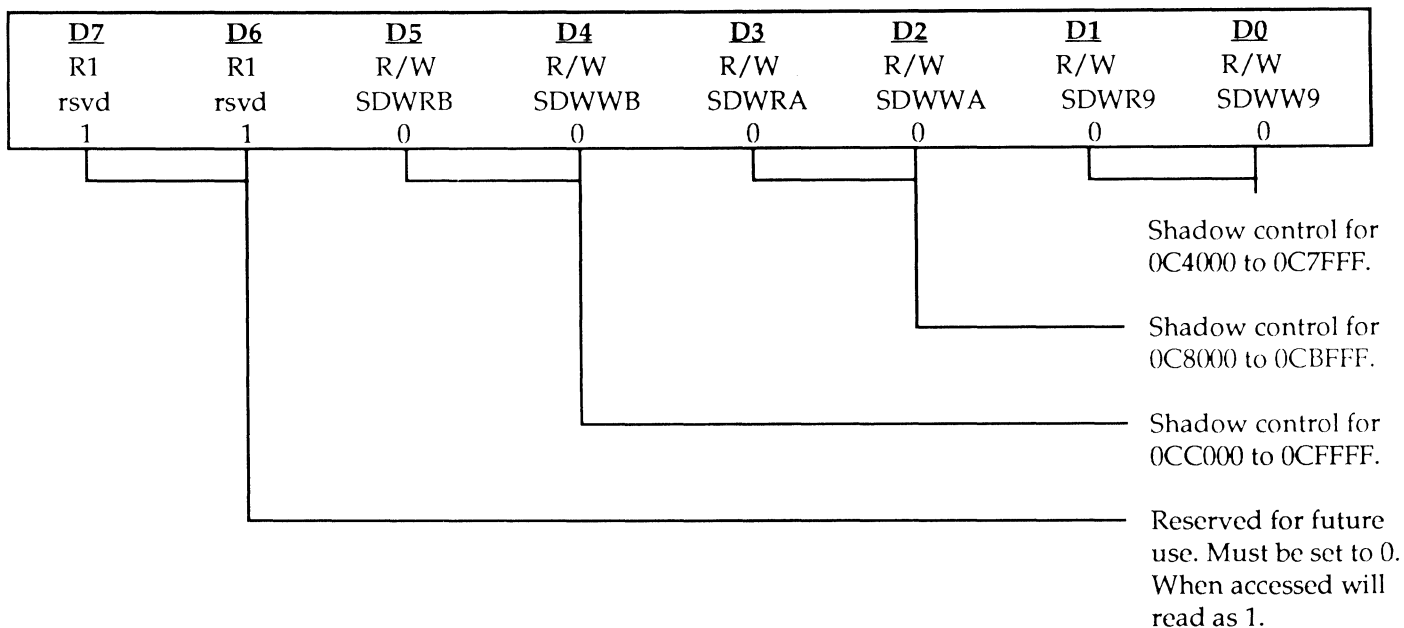 D7 D6 D5 D4 D3 D2 D1 D0
R1 R1 R/W R/W R/W R/W R/W R/W
rsvd rsvd SDWRB SDWWB SDWRA SDWWA SDWR9 SDWW9
1 1 0 0 0 0 0 0
Shadow control for
0C4000 to 0C7FFF.
Shadow control for
0C8000 to 0CBFFF.
Shadow control for
0CC000 to 0CFFFF.
Reserved for future
use. Must be set to 0.
When accessed will
read as 1.